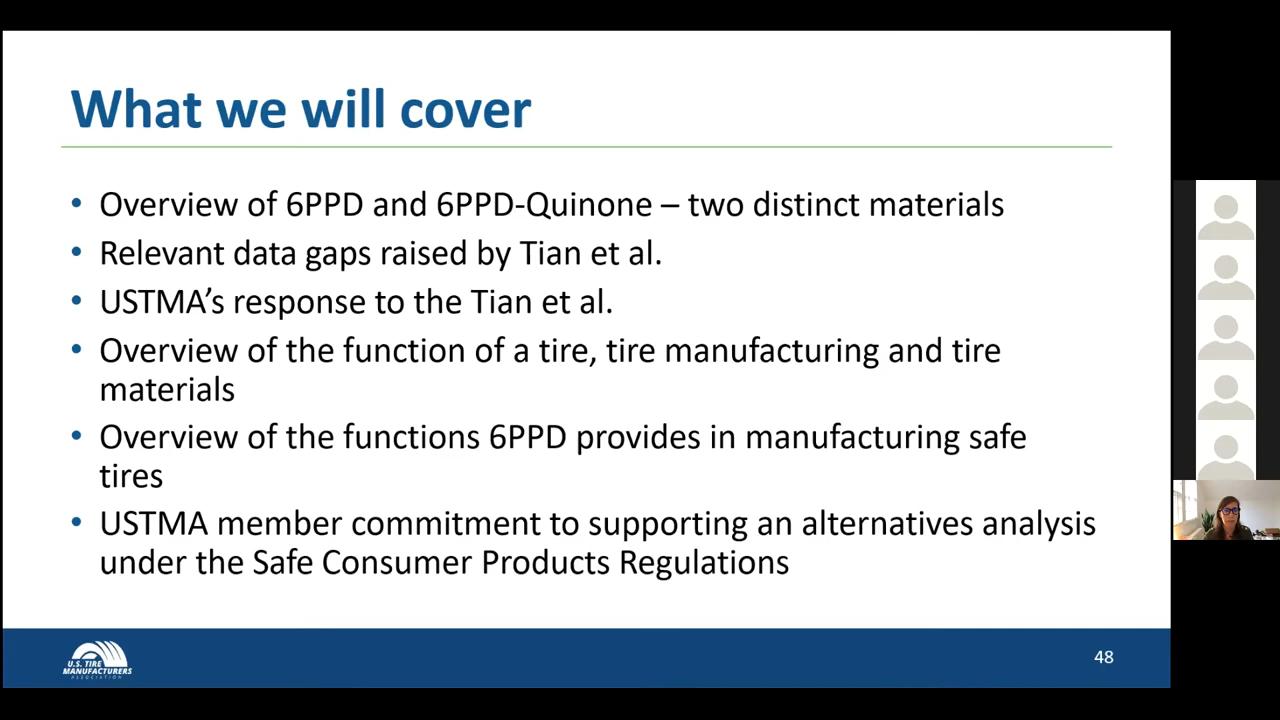 What we will cover
• Overview of 6PPD and 6PPD-Quinone – two distinct materials
• Relevant data gaps raised by Tian et al.
• USTMA’s response to the Tian et al.
• Overview of the function of a tire, tire manufacturing and tire
materials
• Overview of the functions 6PPD provides in manufacturing safe
tires
• USTMA member commitment to supporting an alternatives analysis
under the Safe Consumer Products Regulations
U.S. TIRE
MANUFACTURERS
ASSOCIATION
48